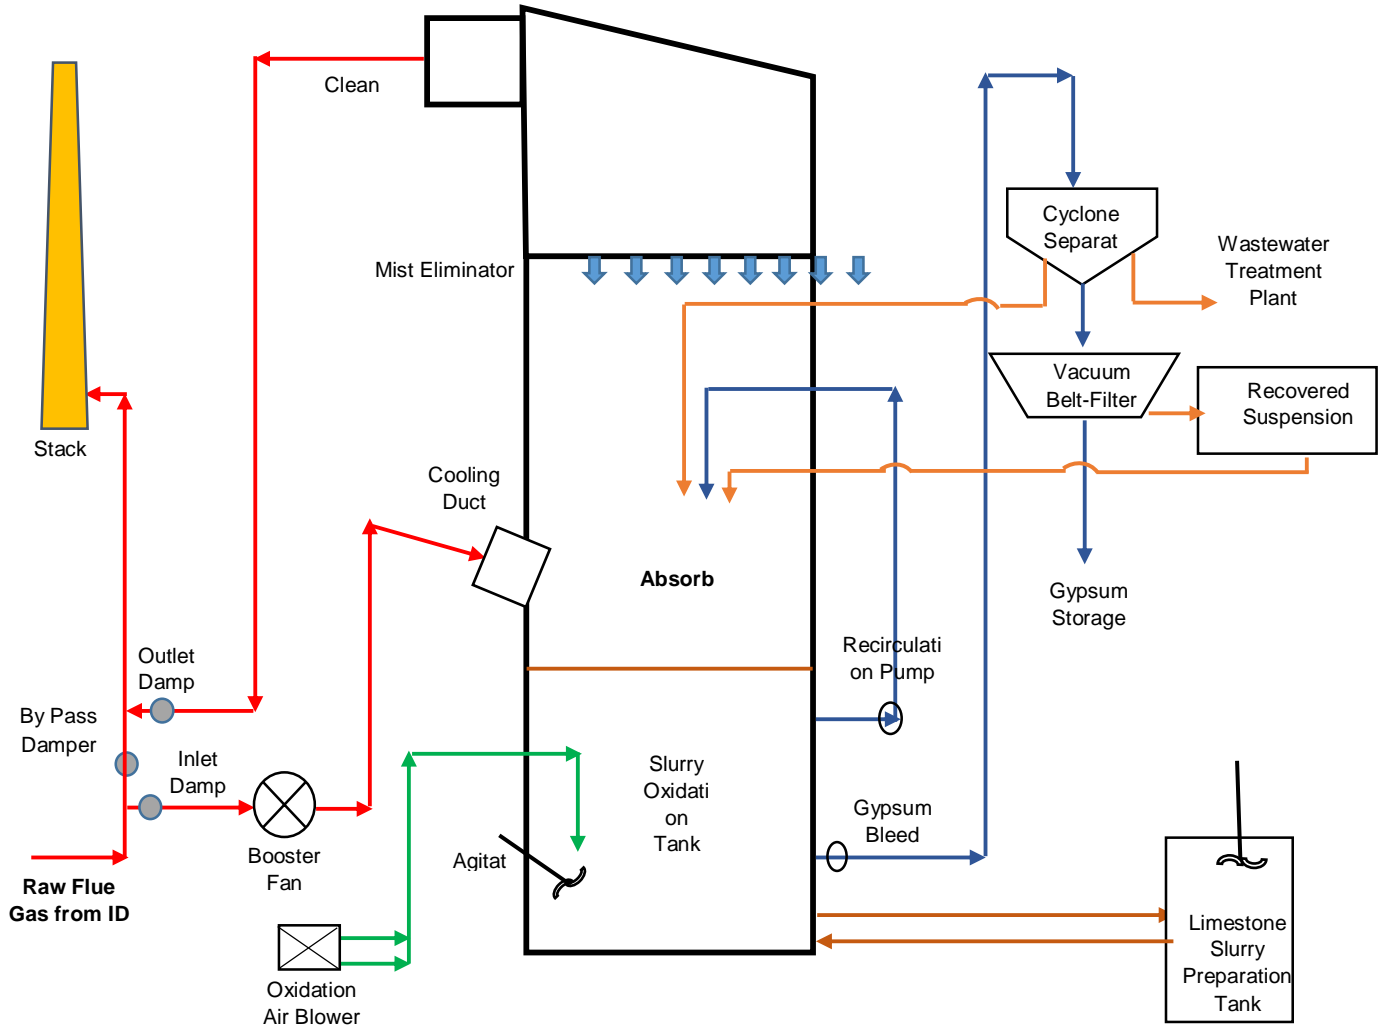 Clean
Cyclone
Separat
Wastewater
Treatment
Plant
Mist Eliminator
Vacuum
Belt-Filter
Recovered
Suspension
Stack
Cooling
Duct
Absorb
Gypsum
Storage
Recirculati
on Pump
Outlet
Damp
By Pass
Damper
Inlet
Damp
Slurry
Oxidati
on
Tank
Gypsum
Bleed
Booster
Fan
Agitat
Raw Flue
Gas from ID
Limestone
Slurry
Preparation
Tank
Oxidation
Air Blower